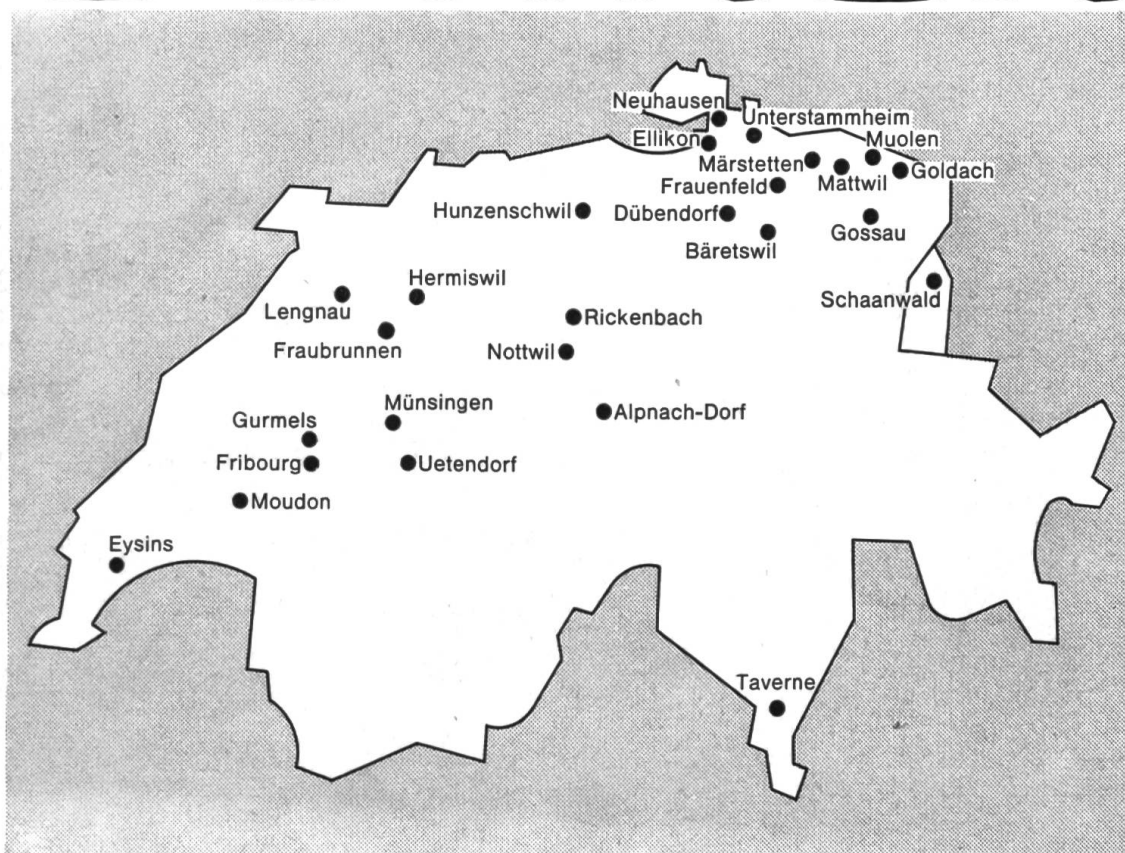 Neuhausen
Unterstammheim
Ellikon
Muolen
Märstetten
Mattwil
Goldach
Frauenfeld
Hunzenschwil
Dübendorf
Gossau
Bäretswil
Hermiswil
Schaanwald
Lengnau
Rickenbach
Fraubrunnen
Nottwil
Münsingen
Alpnach-Dorf
Gurmels
Fribourg
Uetendorf
Moudon
Eysins
Taverne